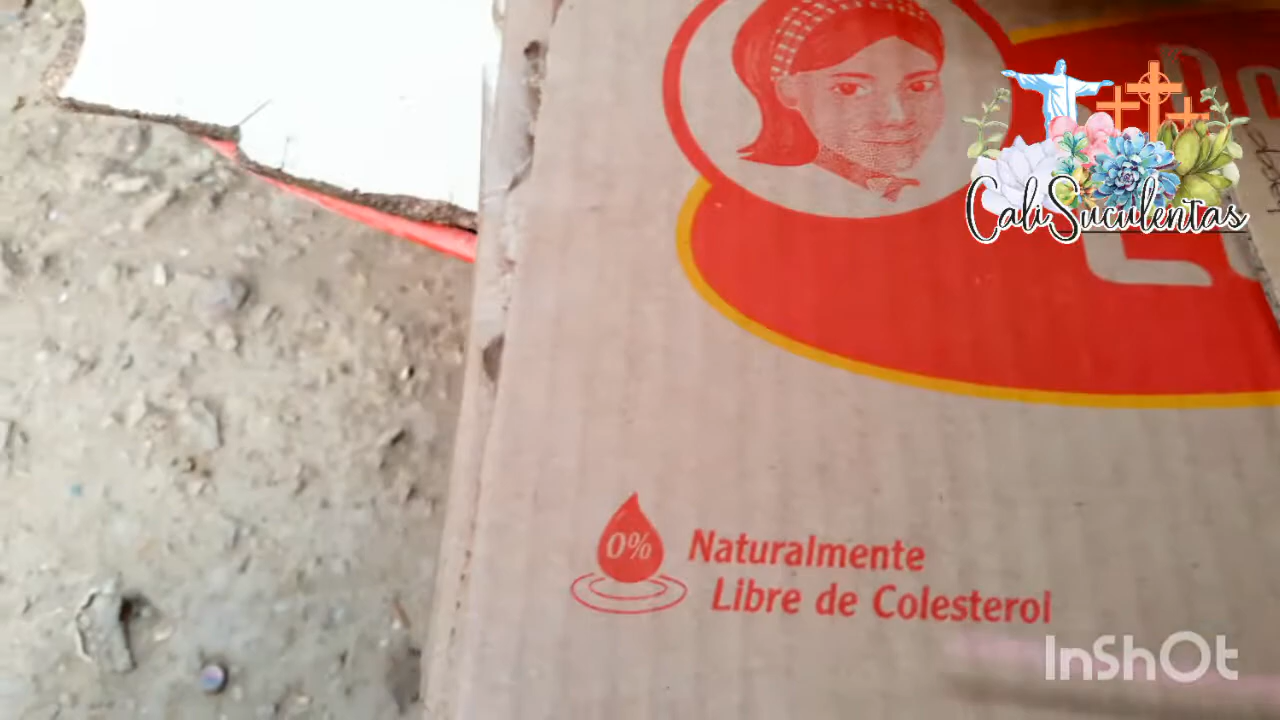 Cali Suculentas
0%
Naturalmente
Libre de Colesterol
InShOt